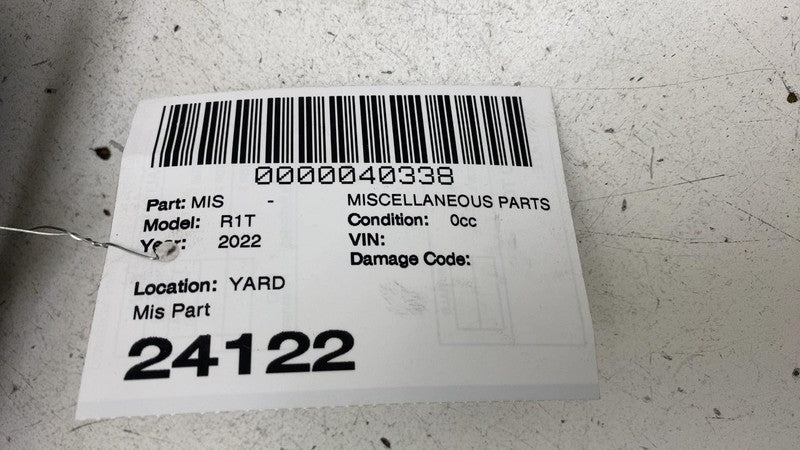 0000040338
Part: MIS - MISCELLANEOUS PARTS
Model: R1T Condition: 0cc
Year: 2022 VIN:
Damage Code:
Location: YARD
Mis Part
24122